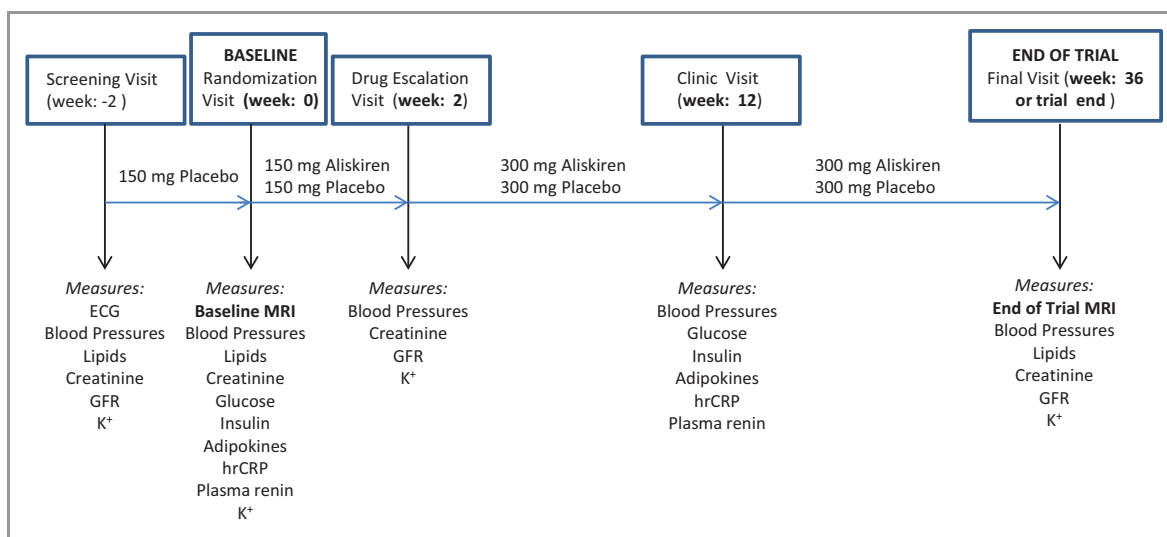 Screening Visit
(week: -2 )
BASELINE
Randomization
Visit (week: 0)
Drug Escalation
Visit (week: 2)
Clinic Visit
(week: 12)
END OF TRIAL
Final Visit (week: 36
or trial end )
150 mg Placebo
150 mg Aliskiren
150 mg Placebo
300 mg Aliskiren
300 mg Placebo
300 mg Aliskiren
300 mg Placebo
Measures:
ECG
Blood Pressures
Lipids
Creatinine
GFR
K⁺
Measures:
Baseline MRI
Blood Pressures
Lipids
Creatinine
Glucose
Insulin
Adipokines
hrCRP
Plasma renin
K⁺
Measures:
Blood Pressures
Creatinine
GFR
K⁺
Measures:
Blood Pressures
Glucose
Insulin
Adipokines
hrCRP
Plasma renin
Measures:
End of Trial MRI
Blood Pressures
Lipids
Creatinine
GFR
K⁺